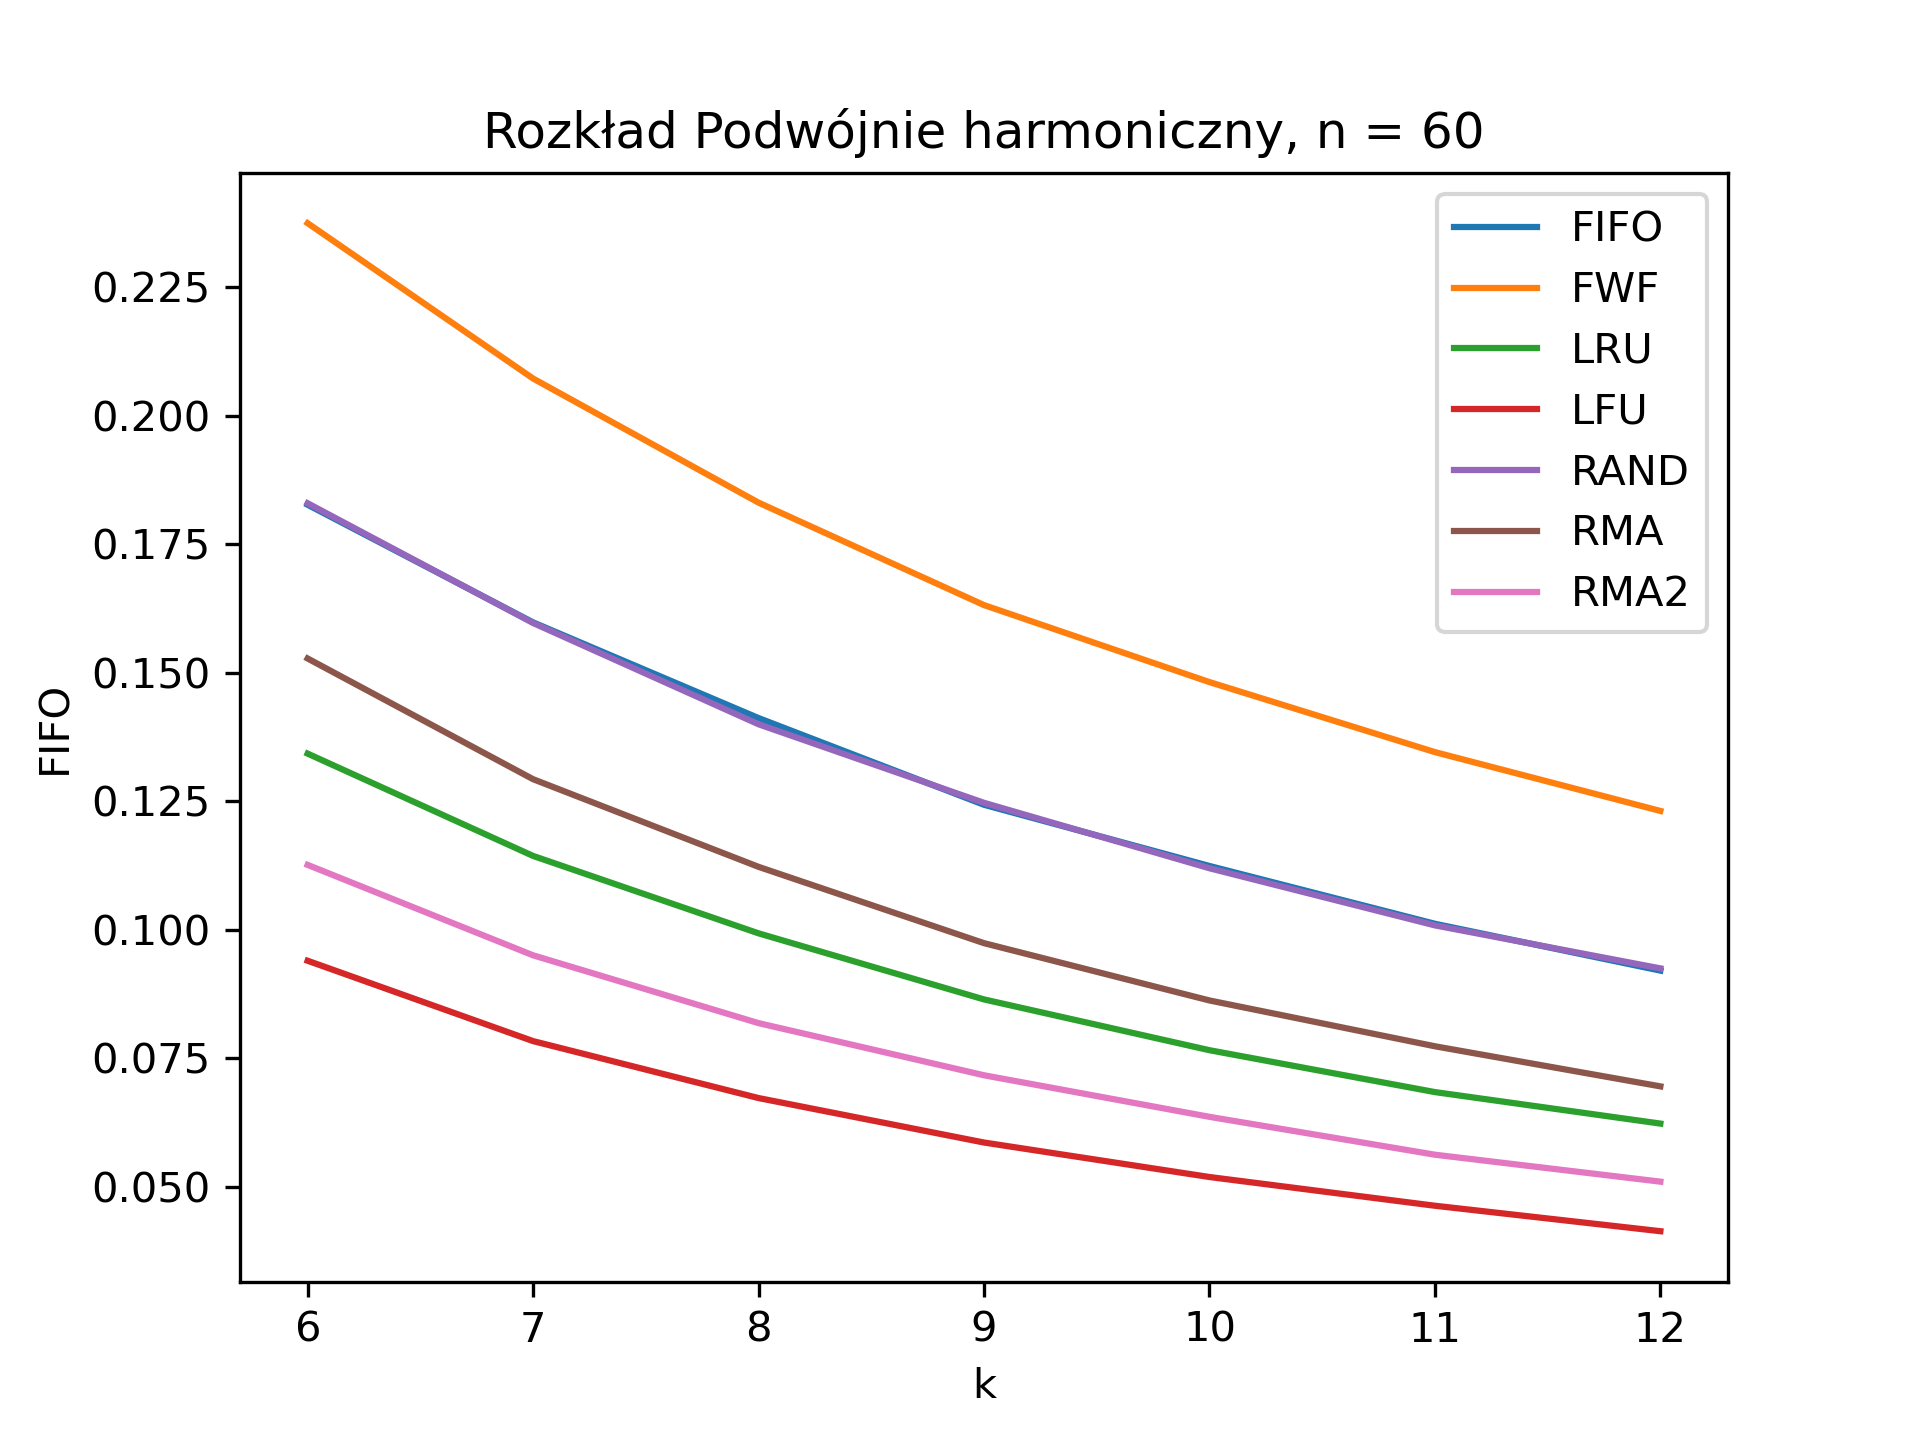 Rozkład Podwójnie harmoniczny, n = 60
FIFO
FWF
LRU
LFU
RAND
RMA
RMA2
0.225
0.200
0.175
0.150
0.125
0.100
0.075
0.050
FIFO
6 7 8 9 10 11 12
k